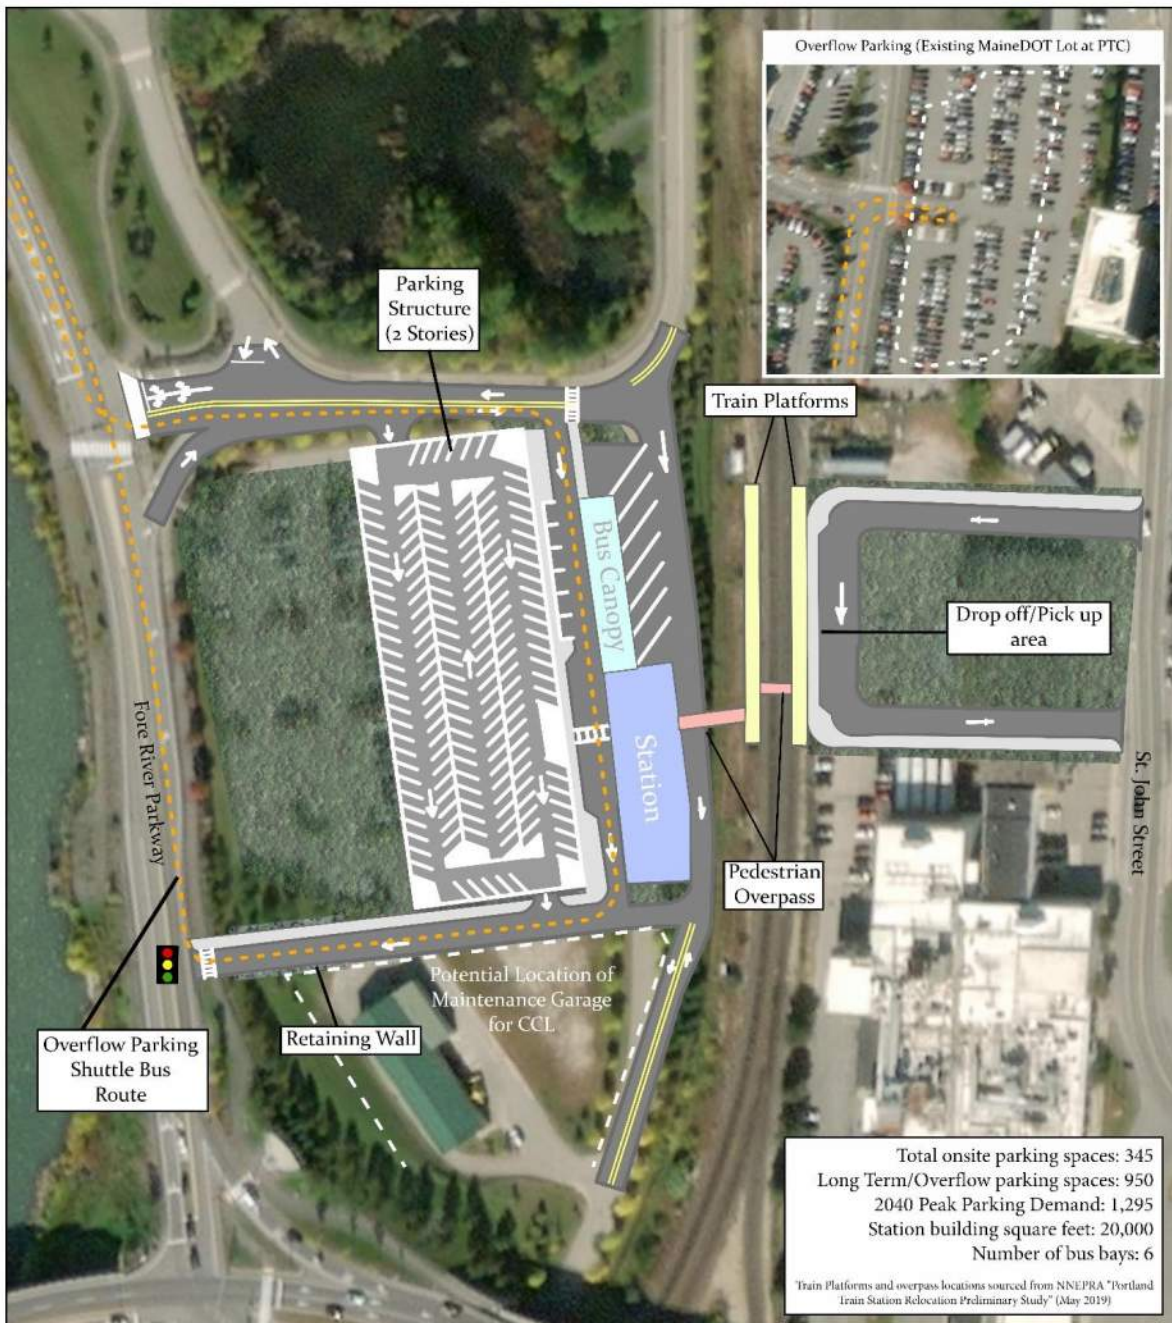 Overflow Parking (Existing MaineDOT Lot at PTC)
Parking
Structure
(2 Stories)
Train Platforms
Bus Canopy
Drop off/Pick up
area
Station
Fore River Parkway
St. John Street
Pedestrian
Overpass
Potential Location of
Maintenance Garage
for CCL
Retaining Wall
Overflow Parking
Shuttle Bus
Route
Total onsite parking spaces: 345
Long Term/Overflow parking spaces: 950
2040 Peak Parking Demand: 1,295
Station building square feet: 20,000
Number of bus bays: 6
Train Platforms and overpass locations sourced from NNEPRA "Portland
Train Station Relocation Preliminary Study" (May 2019)